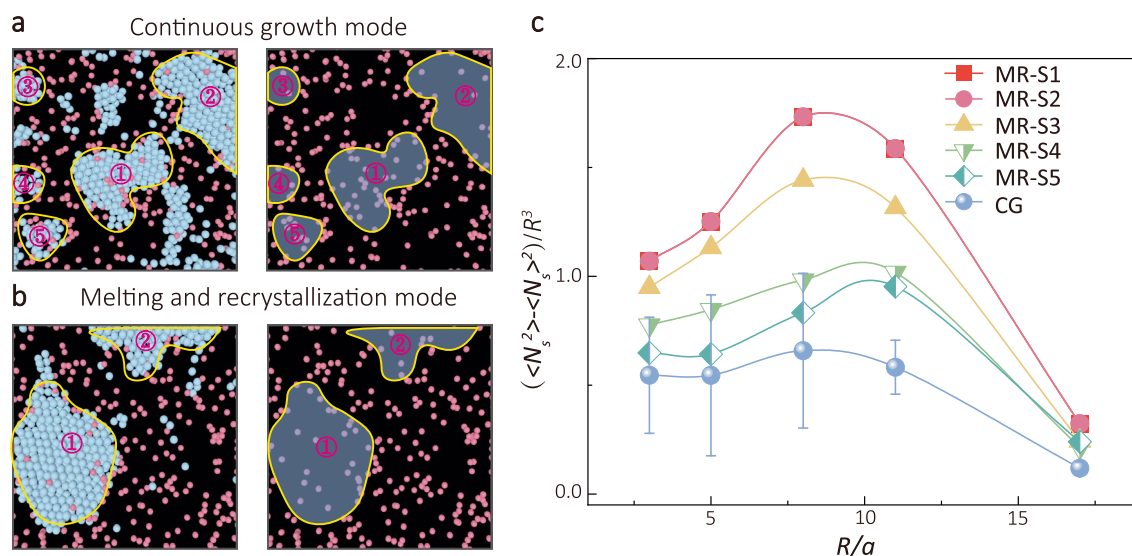 a
Continuous growth mode
③
②
①
④
⑤
③
②
①
④
⑤
b
Melting and recrystallization mode
②
①
②
①
c
2.0
1.0
0.0
5
10
15
(<N_s^2>-<N_s>^2)/R^3
R/a
MR-S1
MR-S2
MR-S3
MR-S4
MR-S5
CG